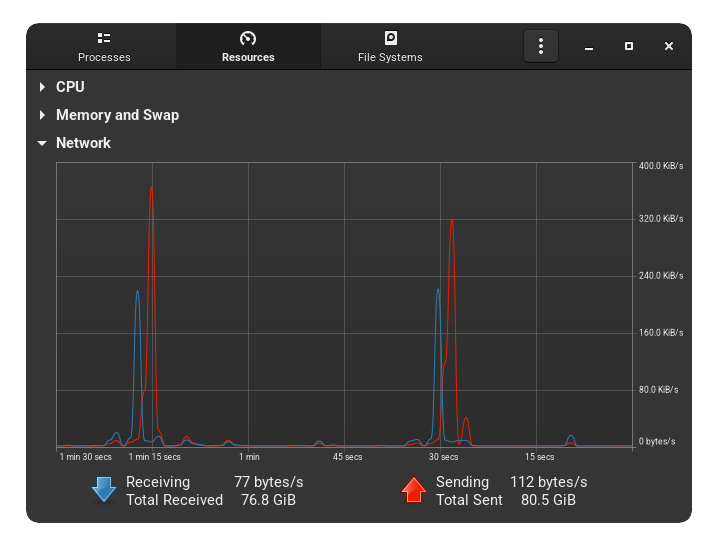 Processes Resources File Systems
CPU
Memory and Swap
Network
400.0 KiB/s
320.0 KiB/s
240.0 KiB/s
160.0 KiB/s
80.0 KiB/s
0 bytes/s
1 min 30 secs 1 min 15 secs 1 min 45 secs 30 secs 15 secs
Receiving 77 bytes/s Sending 112 bytes/s
Total Received 76.8 GiB Total Sent 80.5 GiB